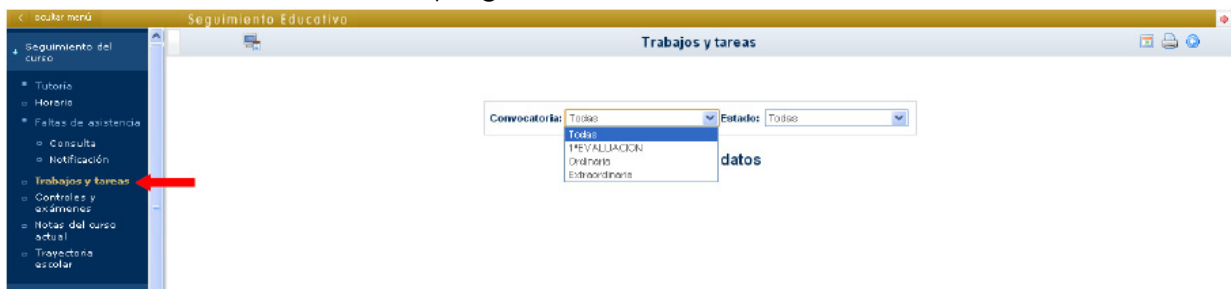 ocultar menú
Seguimiento Educativo
Seguimiento del curso
Trabajos y tareas
Tutoría
Horario
Faltas de asistencia
Consulta
Notificación
Trabajos y tareas
Controles y exámenes
Notas del curso actual
Trayectoria escolar
Convocatoria: Todas Estado: Todas
Todas
1ªEVALUACION
Ordinaria
Extraordinaria
datos